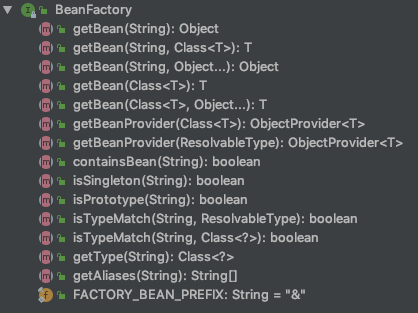 BeanFactory
getBean(String): Object
getBean(String, Class<T>): T
getBean(String, Object...): Object
getBean(Class<T>): T
getBean(Class<T>, Object...): T
getBeanProvider(Class<T>): ObjectProvider<T>
getBeanProvider(ResolvableType): ObjectProvider<T>
containsBean(String): boolean
isSingleton(String): boolean
isPrototype(String): boolean
isTypeMatch(String, ResolvableType): boolean
isTypeMatch(String, Class<?>): boolean
getType(String): Class<?>
getAliases(String): String[]
FACTORY_BEAN_PREFIX: String = "&"